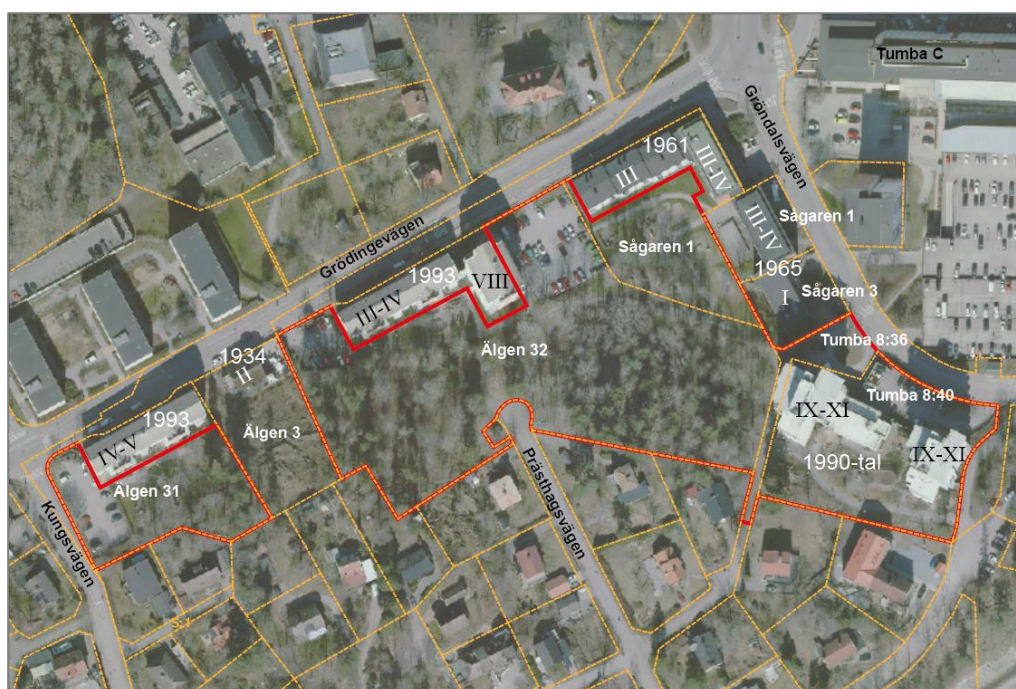 Tumba C
Gröndalsvägen
1961
III
III-IV
III-IV
Sågaren 1
Sågaren 1
Grödingevägen
1993
VIII
III-IV
1965
I
Sågaren 3
Tumba 8:36
Älgen 32
1934
II
Tumba 8:40
IX-XI
1993
IV-V
Älgen 3
IX-XI
1990-tal
Älgen 31
Prästhagsvägen
Kungsvägen
S:1